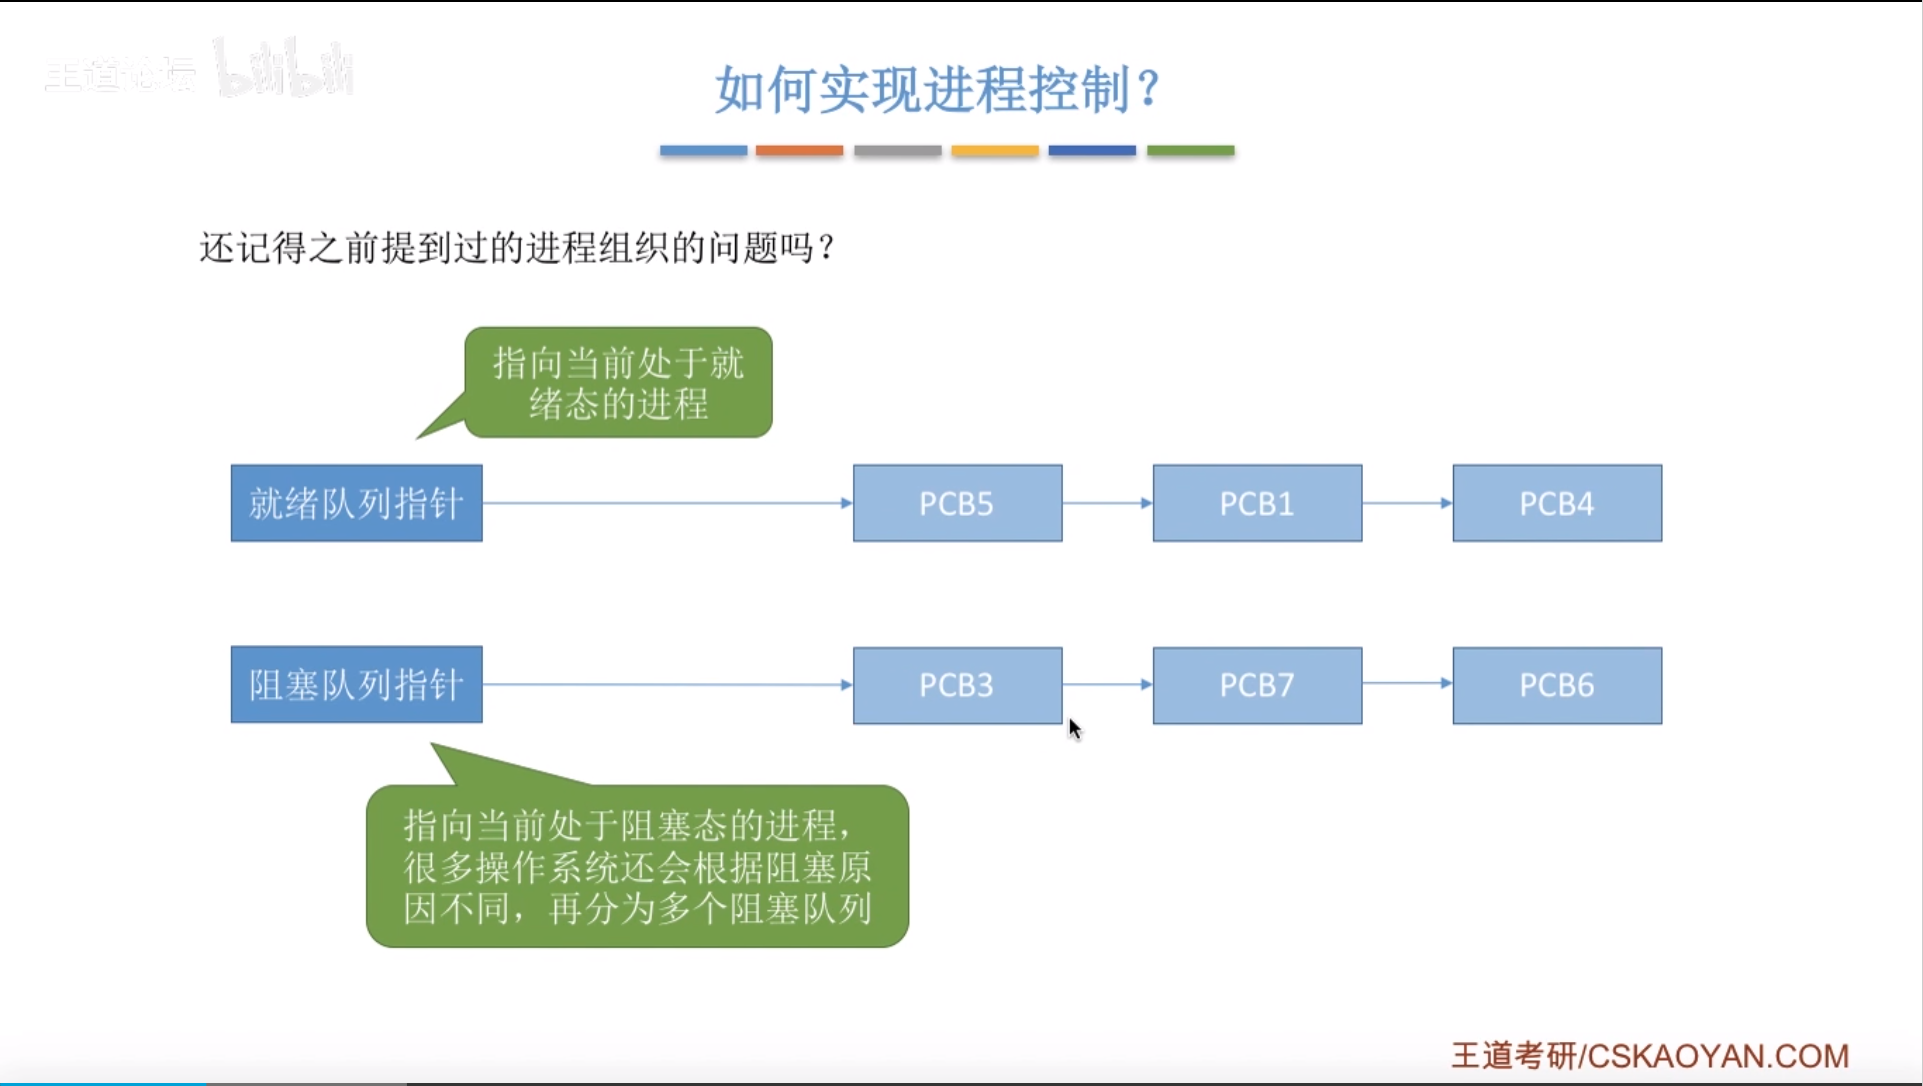 王道论坛 bilibili
如何实现进程控制？
还记得之前提到过的进程组织的问题吗？
指向当前处于就
绪态的进程
就绪队列指针
PCB5
PCB1
PCB4
阻塞队列指针
PCB3
PCB7
PCB6
指向当前处于阻塞态的进程，
很多操作系统还会根据阻塞原
因不同，再分为多个阻塞队列
王道考研/CSKAOYAN.COM